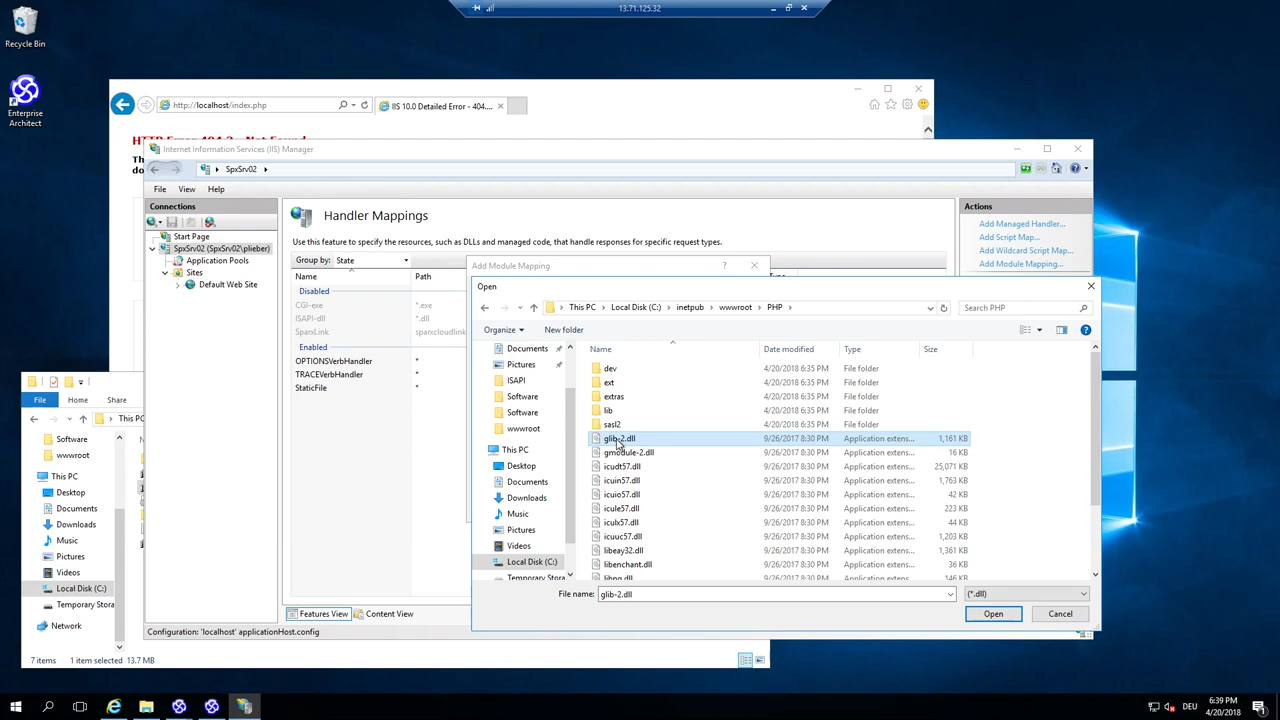 13.71.125.32
Recycle Bin
Enterprise
Architect
http://localhost/index.php
IIS 10.0 Detailed Error - 404....
Internet Information Services (IIS) Manager
SpxSrv02
File View Help
Connections
Start Page
SpxSrv02 (SpxSrv02\plieber)
Application Pools
Sites
Default Web Site
Handler Mappings
Use this feature to specify the resources, such as DLLs and managed code, that handle responses for specific request types.
Group by: State
Name Path
Disabled
CGI-exe *.exe
ISAPI-dll *.dll
SparxLink sparxcloudlink
Enabled
OPTIONSVerbHandler *
TRACEVerbHandler *
StaticFile *
Features View Content View
Configuration: 'localhost' applicationHost.config
Actions
Add Managed Handler...
Add Script Map...
Add Wildcard Script Map...
Add Module Mapping...
Add Module Mapping
?
Open
This PC Local Disk (C:) inetpub wwwroot PHP
Search PHP
Organize New folder
Documents
Pictures
ISAPI
Software
Software
wwwroot
This PC
Desktop
Documents
Downloads
Music
Pictures
Videos
Local Disk (C:)
Temporary Stora
Name Date modified Type Size
dev 4/20/2018 6:35 PM File folder
ext 4/20/2018 6:35 PM File folder
extras 4/20/2018 6:35 PM File folder
lib 4/20/2018 6:35 PM File folder
sasl2 4/20/2018 6:35 PM File folder
glib-2.dll 9/26/2017 8:30 PM Application extens... 1,161 KB
gmodule-2.dll 9/26/2017 8:30 PM Application extens... 16 KB
icudt57.dll 9/26/2017 8:30 PM Application extens... 25,071 KB
icuin57.dll 9/26/2017 8:30 PM Application extens... 1,763 KB
icuio57.dll 9/26/2017 8:30 PM Application extens... 42 KB
icule57.dll 9/26/2017 8:30 PM Application extens... 223 KB
iculx57.dll 9/26/2017 8:30 PM Application extens... 44 KB
icuuc57.dll 9/26/2017 8:30 PM Application extens... 1,203 KB
libeay32.dll 9/26/2017 8:30 PM Application extens... 1,361 KB
libenchant.dll 9/26/2017 8:30 PM Application extens... 36 KB
libpq.dll 9/26/2017 8:30 PM Application extens... 146 KB
File name: glib-2.dll
(*.dll)
Open Cancel
File Home Share
This PC
Software
wwwroot
This PC
Desktop
Documents
Downloads
Music
Pictures
Videos
Local Disk (C:)
Temporary Stora
Network
7 items 1 item selected 13.7 MB
DEU
6:39 PM
4/20/2018